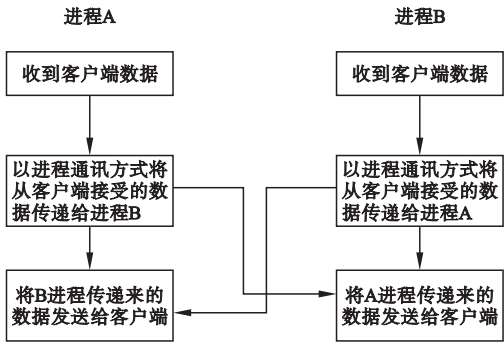 进程A
进程B
收到客户端数据
收到客户端数据
以进程通讯方式将
从客户端接受的数
据传递给进程B
以进程通讯方式将
从客户端接受的数
据传递给进程A
将B进程传递来的
数据发送给客户端
将A进程传递来的
数据发送给客户端